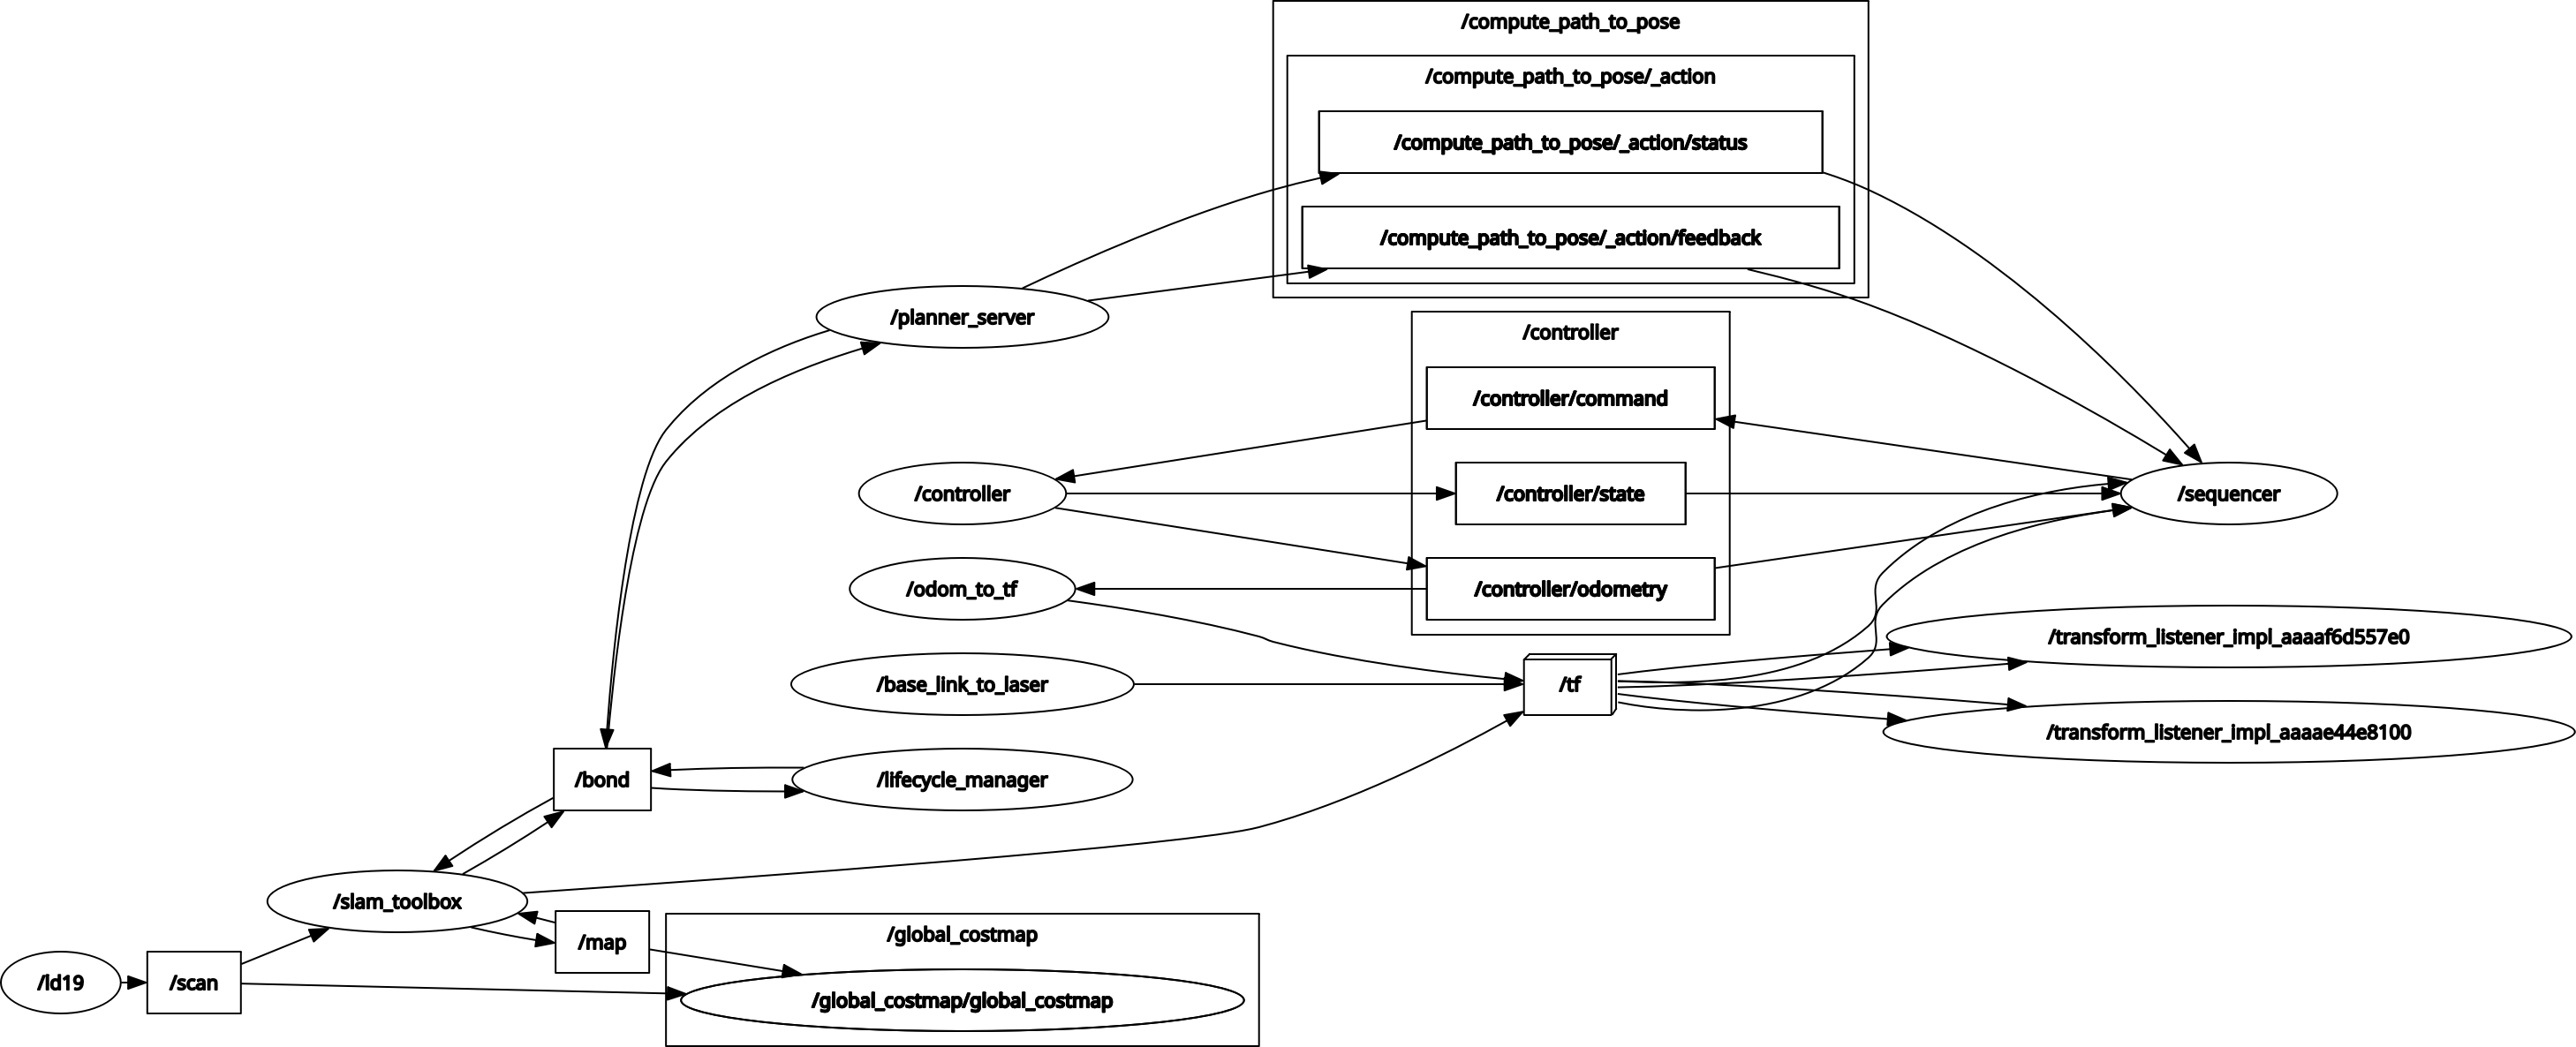 /compute_path_to_pose
/compute_path_to_pose/_action
/compute_path_to_pose/_action/status
/compute_path_to_pose/_action/feedback
/planner_server
/controller
/controller/command
/controller
/controller/state
/sequencer
/odom_to_tf
/controller/odometry
/transform_listener_impl_aaaaf6d557e0
/base_link_to_laser
/tf
/transform_listener_impl_aaaae44e8100
/bond
/lifecycle_manager
/slam_toolbox
/map
/global_costmap
/ld19
/scan
/global_costmap/global_costmap